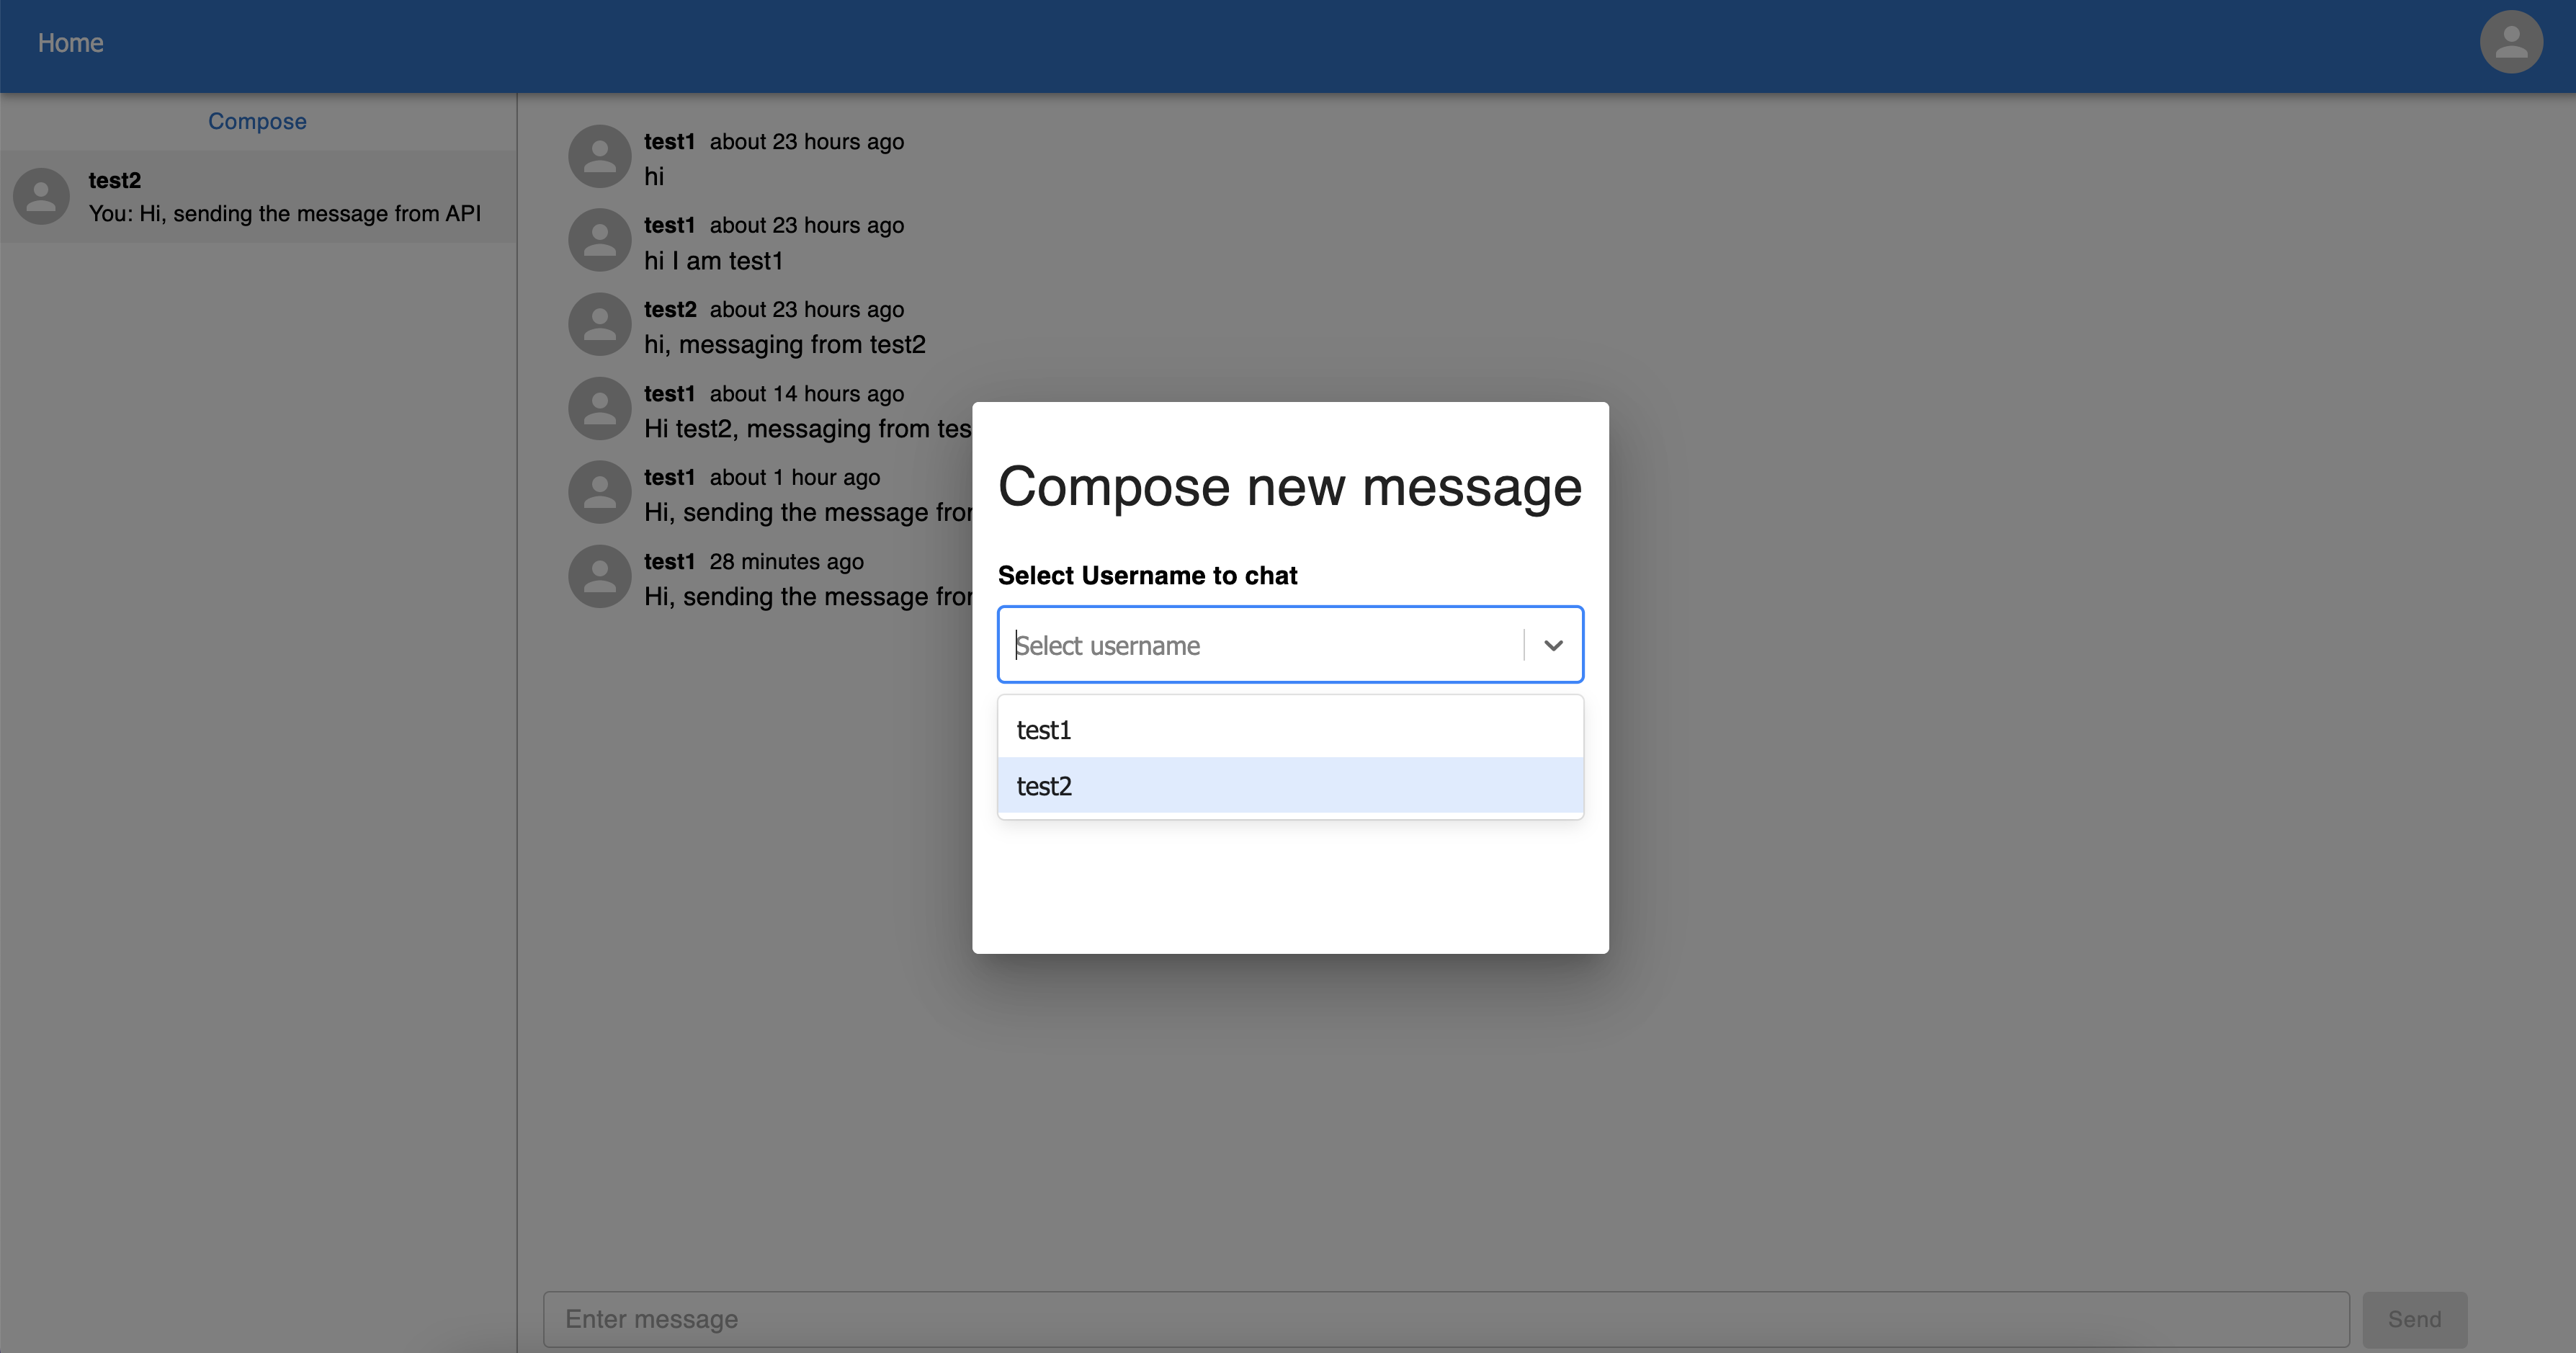 Home
Compose
test2
You: Hi, sending the message from API
test1 about 23 hours ago
hi
test1 about 23 hours ago
hi I am test1
test2 about 23 hours ago
hi, messaging from test2
test1 about 14 hours ago
Hi test2, messaging from tes
test1 about 1 hour ago
Hi, sending the message
test1 28 minutes ago
Hi, sending the message
Compose new message
Select Username to chat
Select username
test1
test2
Enter message
Send